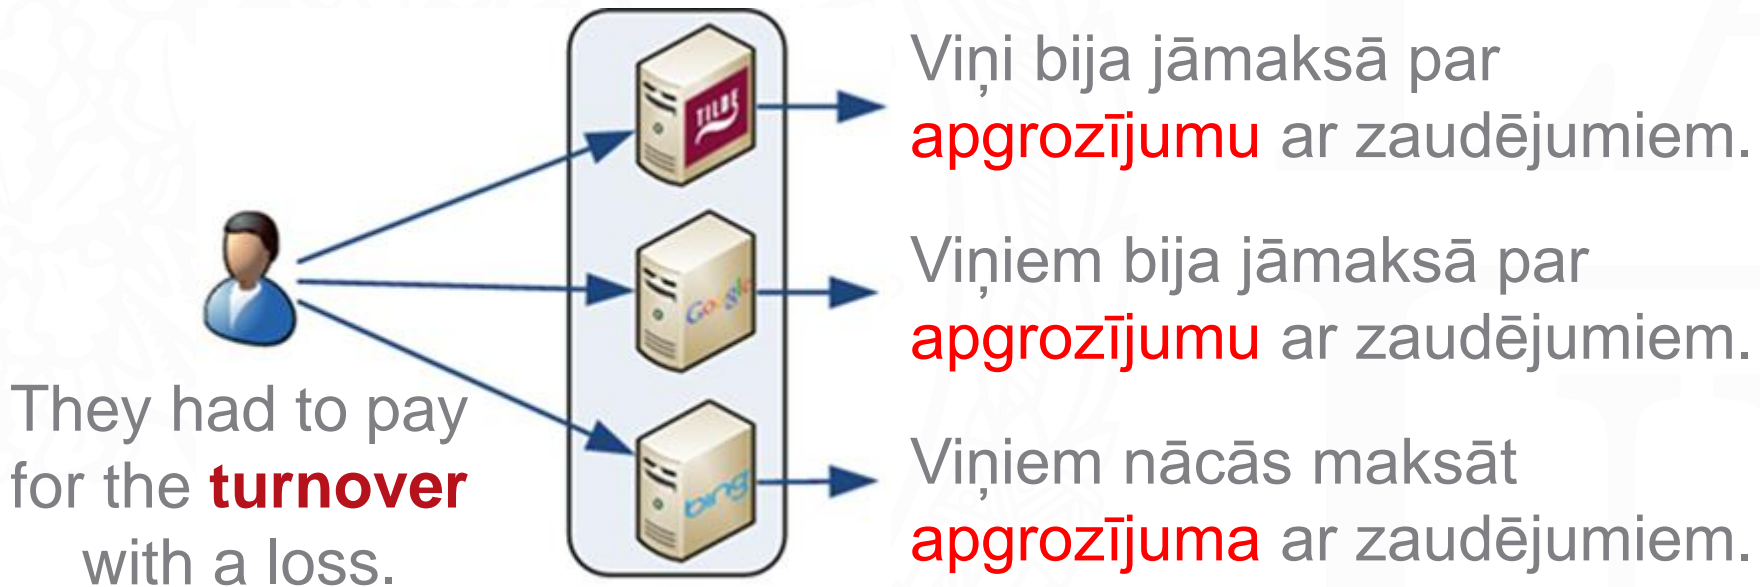 Viņi bija jāmaksā par
apgrozījumu ar zaudējumiem.
TILDE
Viņiem bija jāmaksā par
apgrozījumu ar zaudējumiem.
Google
They had to pay
for the turnover
with a loss.
Viņiem nācās maksāt
apgrozījuma ar zaudējumiem.
bing